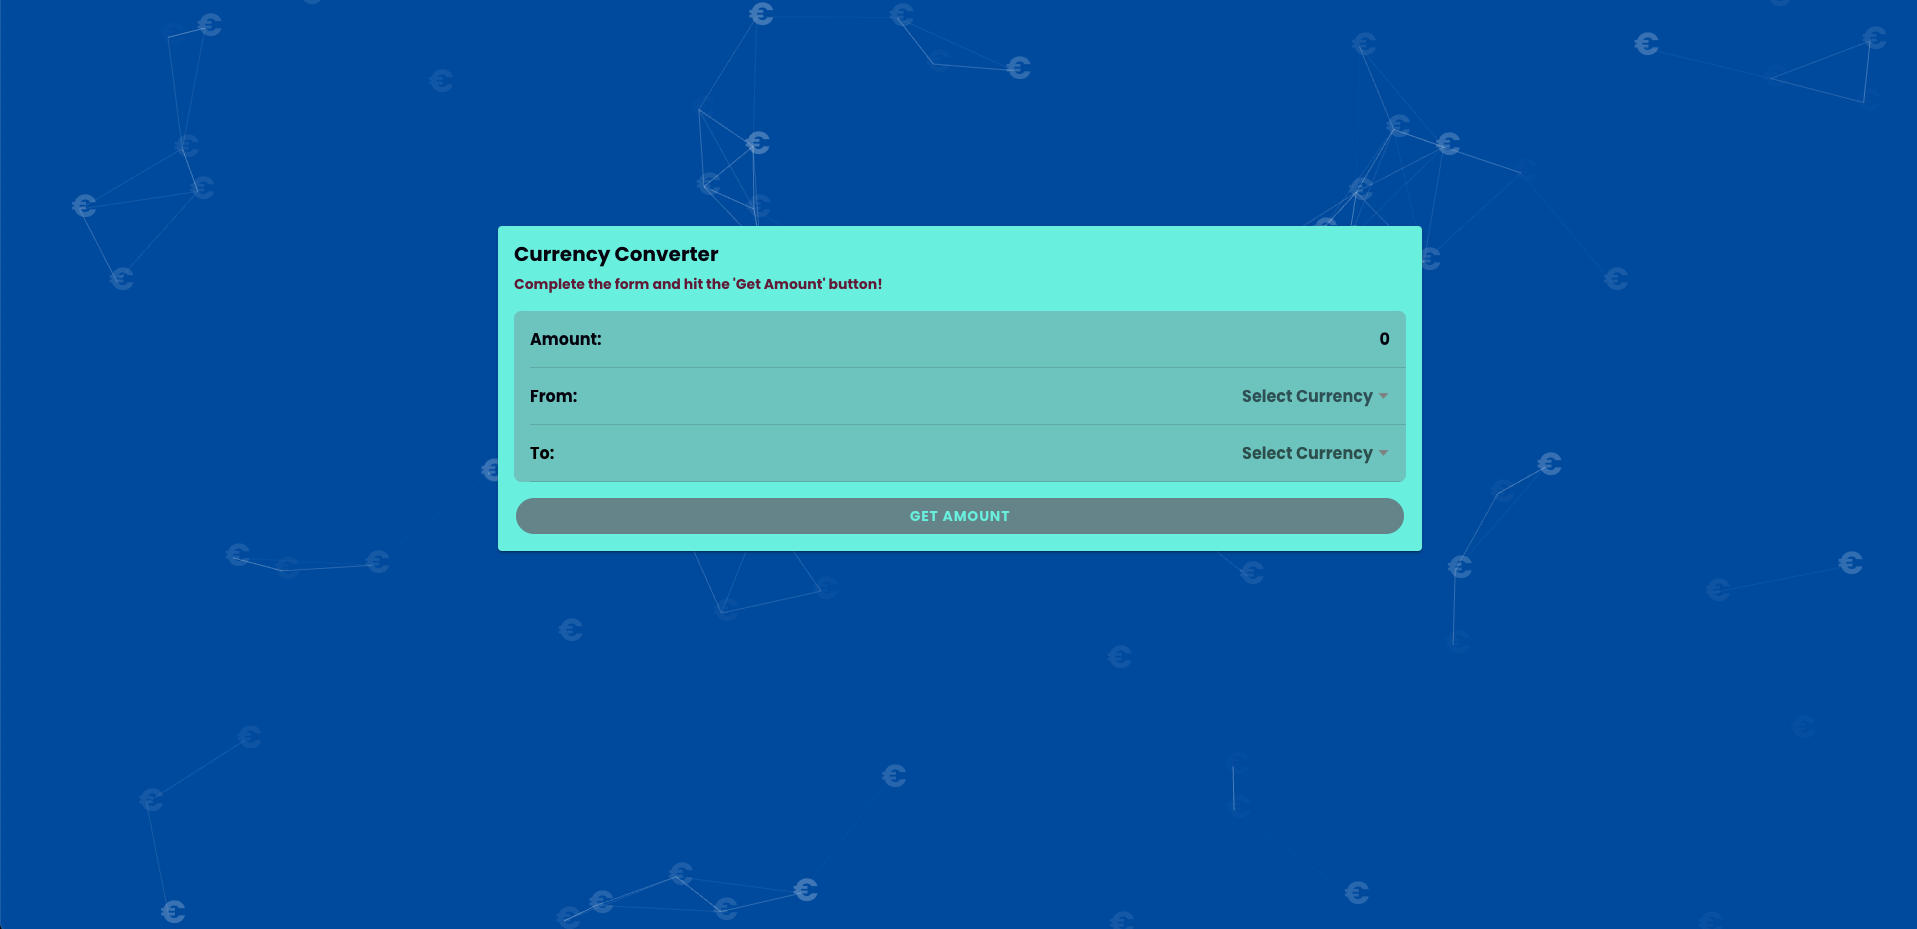 Currency Converter
Complete the form and hit the 'Get Amount' button!
Amount: 0
From: Select Currency
To: Select Currency
GET AMOUNT